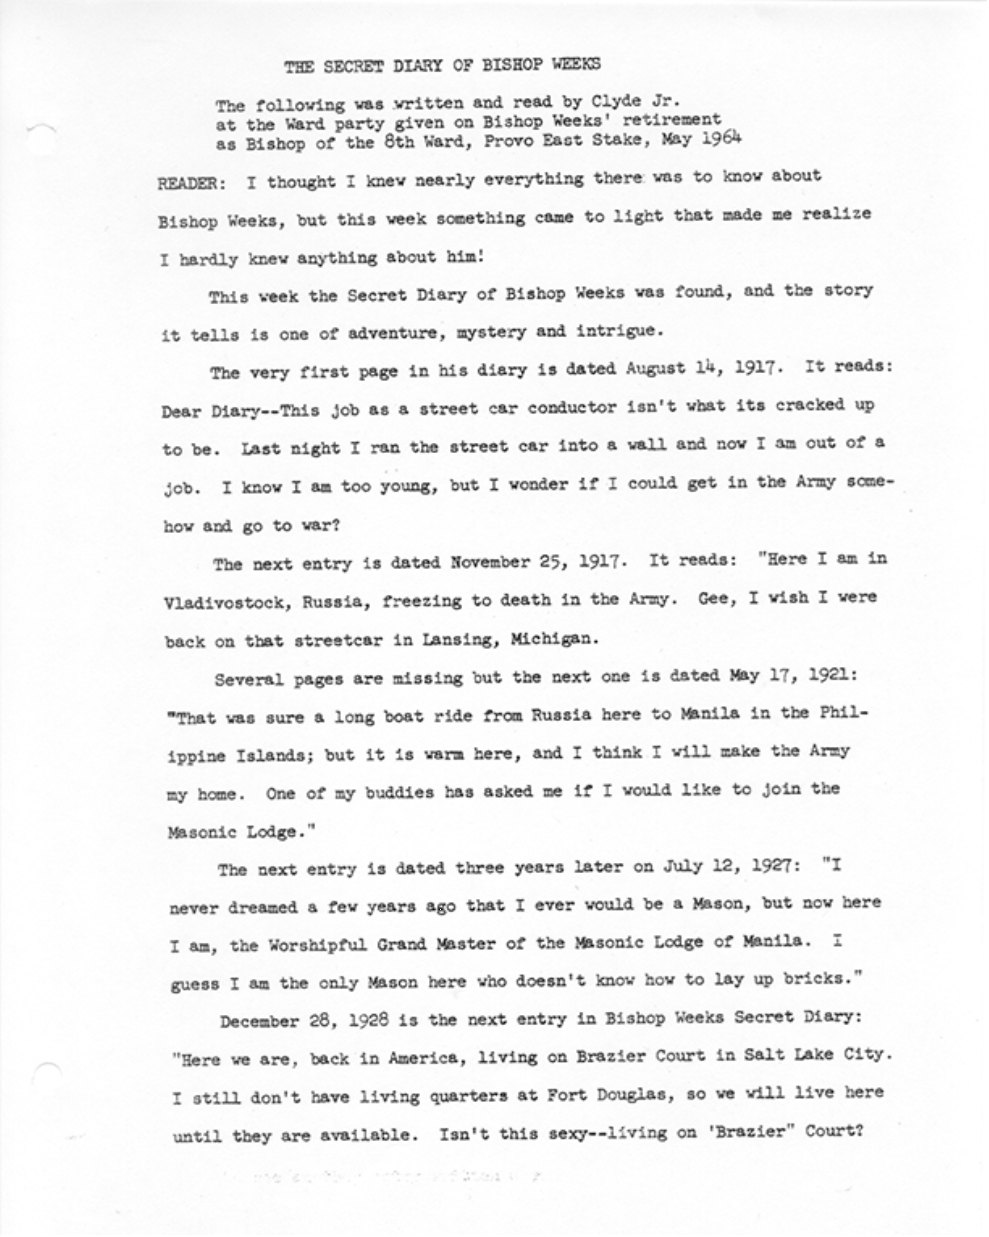 THE SECRET DIARY OF BISHOP WEEKS
The following was written and read by Clyde Jr.
at the Ward party given on Bishop Weeks' retirement
as Bishop of the 8th Ward, Provo East Stake, May 1964
READER: I thought I knew nearly everything there was to know about
Bishop Weeks, but this week something came to light that made me realize
I hardly knew anything about him!
This week the Secret Diary of Bishop Weeks was found, and the story
it tells is one of adventure, mystery and intrigue.
The very first page in his diary is dated August 14, 1917. It reads:
Dear Diary--This job as a street car conductor isn't what its cracked up
to be. Last night I ran the street car into a wall and now I am out of a
job. I know I am too young, but I wonder if I could get in the Army some-
how and go to war?
The next entry is dated November 25, 1917. It reads: "Here I am in
Vladivostock, Russia, freezing to death in the Army. Gee, I wish I were
back on that streetcar in Lansing, Michigan.
Several pages are missing but the next one is dated May 17, 1921:
"That was sure a long boat ride from Russia here to Manila in the Phil-
ippine Islands; but it is warm here, and I think I will make the Army
my home. One of my buddies has asked me if I would like to join the
Masonic Lodge."
The next entry is dated three years later on July 12, 1927: "I
never dreamed a few years ago that I ever would be a Mason, but now here
I am, the Worshipful Grand Master of the Masonic Lodge of Manila. I
guess I am the only Mason here who doesn't know how to lay up bricks."
December 28, 1928 is the next entry in Bishop Weeks Secret Diary:
"Here we are, back in America, living on Brazier Court in Salt Lake City.
I still don't have living quarters at Fort Douglas, so we will live here
until they are available. Isn't this sexy--living on 'Brazier" Court?